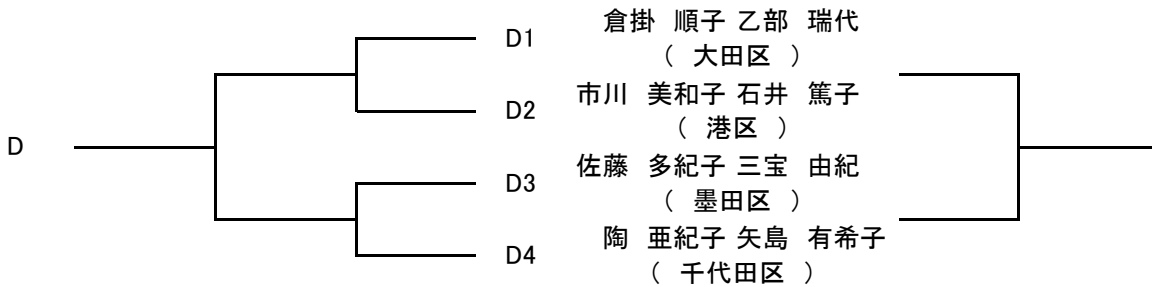 D1 倉掛 順子 乙部 瑞代
( 大田区 )
D2 市川 美和子 石井 篤子
( 港区 )
D
D3 佐藤 多紀子 三宝 由紀
( 墨田区 )
D4 陶 亜紀子 矢島 有希子
( 千代田区 )